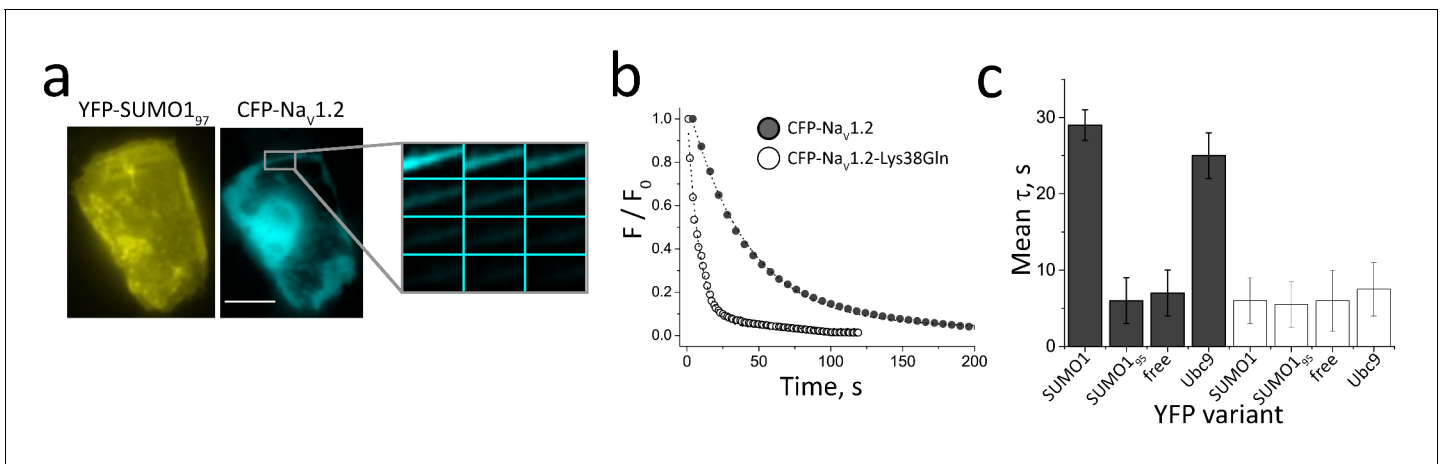 a
YFP-SUMO1₉₇ CFP-NaV1.2
b
F / F₀
1.0
0.8
0.6
0.4
0.2
0.0
0 50 100 150 200
Time, s
CFP-NaV1.2
CFP-NaV1.2-Lys38Gln
c
Mean τ, s
30
20
10
0
SUMO1 SUMO1₉₅ free Ubc9 SUMO1 SUMO1₉₅ free Ubc9
YFP variant